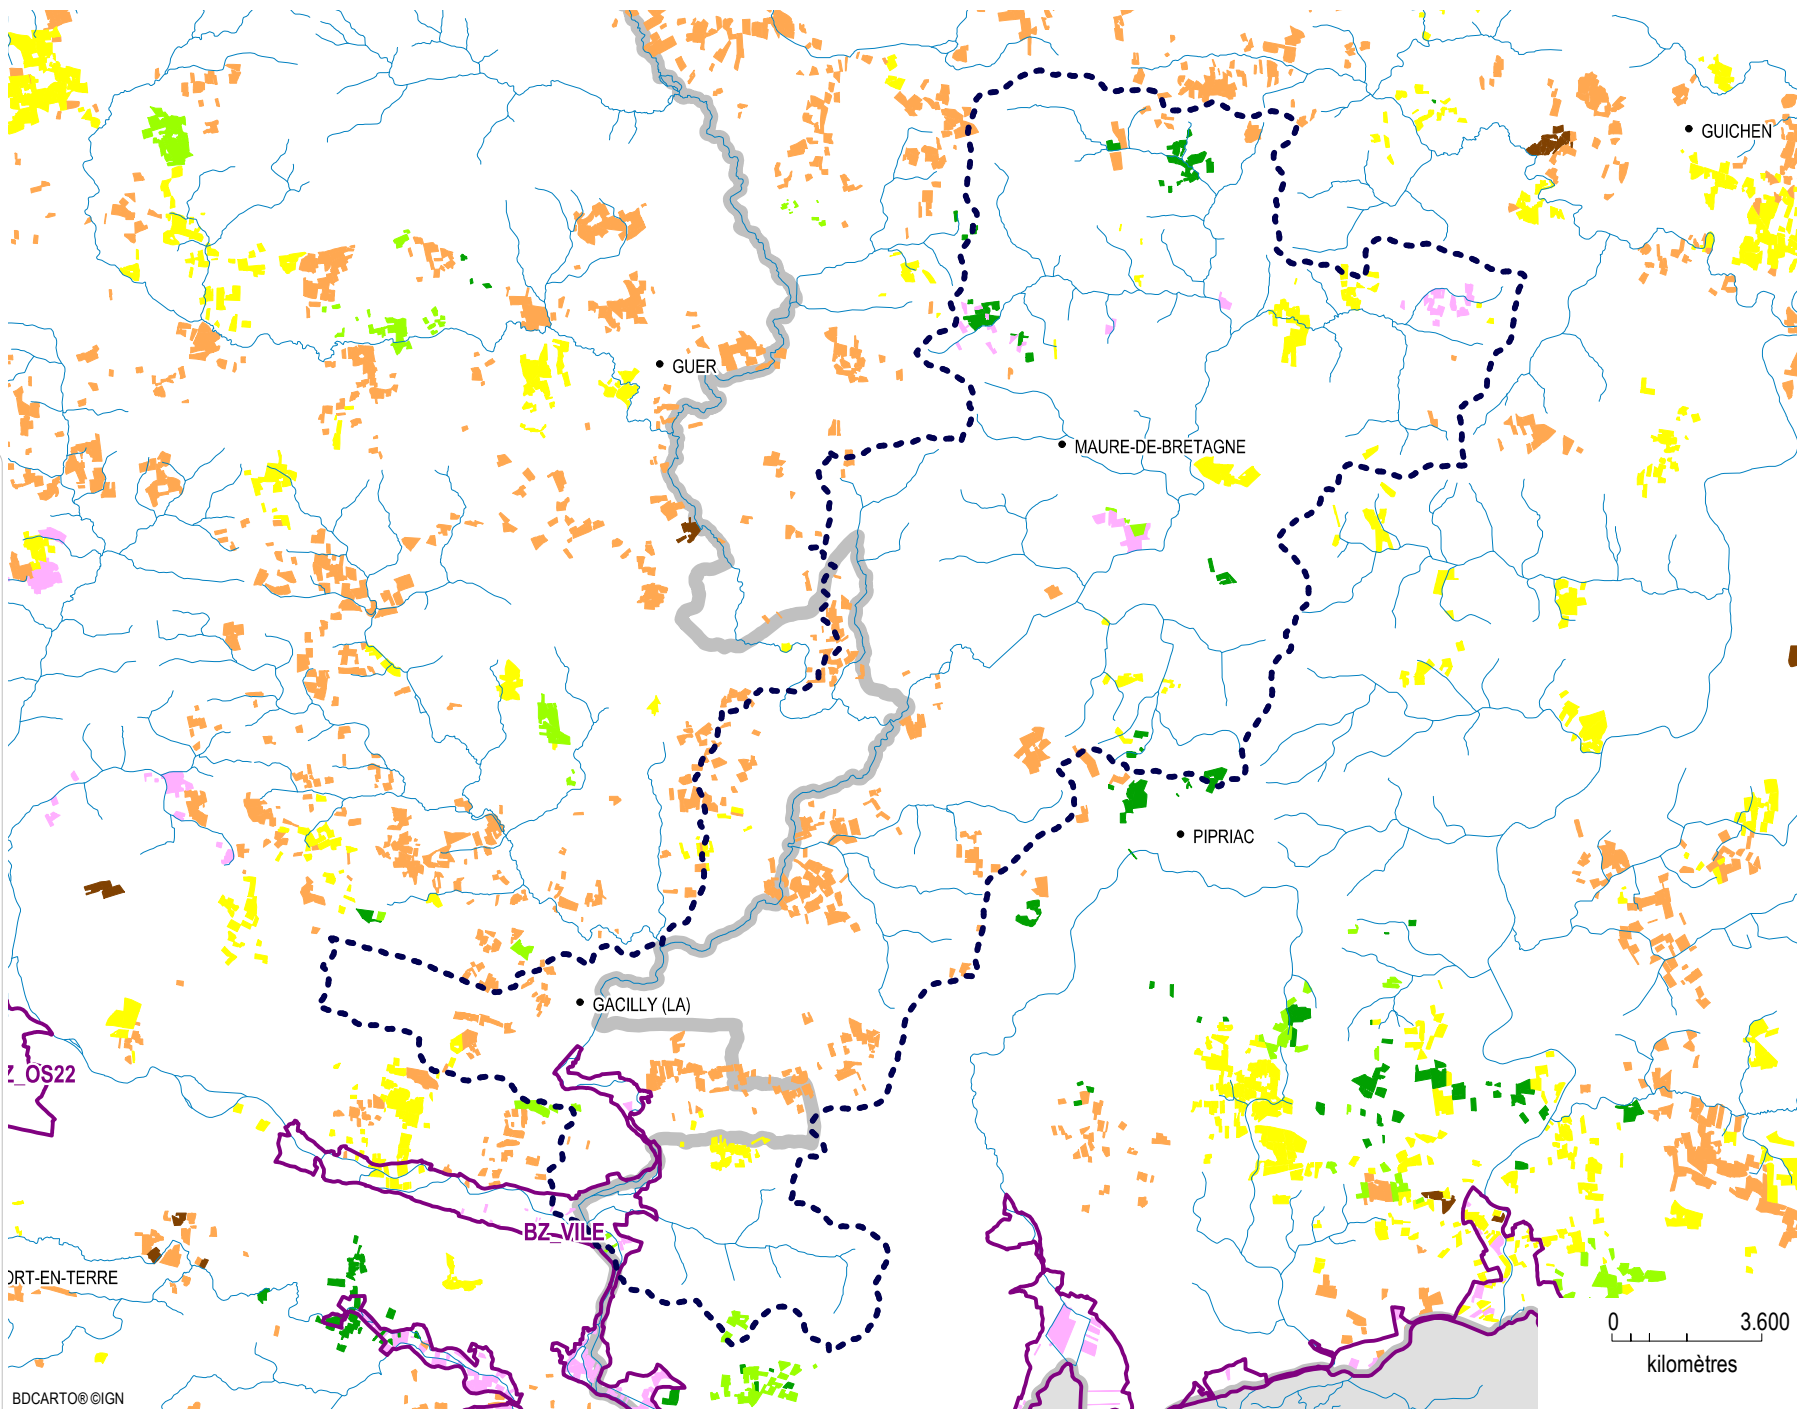 GUICHEN
GUER
MAURE-DE-BRETAGNE
PIPRIAC
GACILLY (LA)
Z_OS22
BZ_VILE
ORT-EN-TERRE
0 3.600
kilomètres
BDCARTO® ©IGN